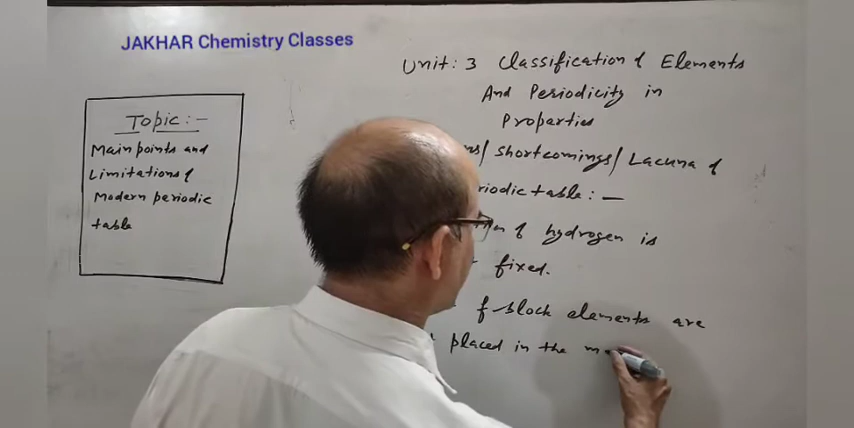 JAKHAR Chemistry Classes
Unit: 3 Classification of Elements
And Periodicity in
Properties
Topic :-
Main points and
Limitations of
Modern periodic
table
/ Shortcomings / Lacuna of
table : —
of hydrogen is
fixed.
f-block elements are
placed in the